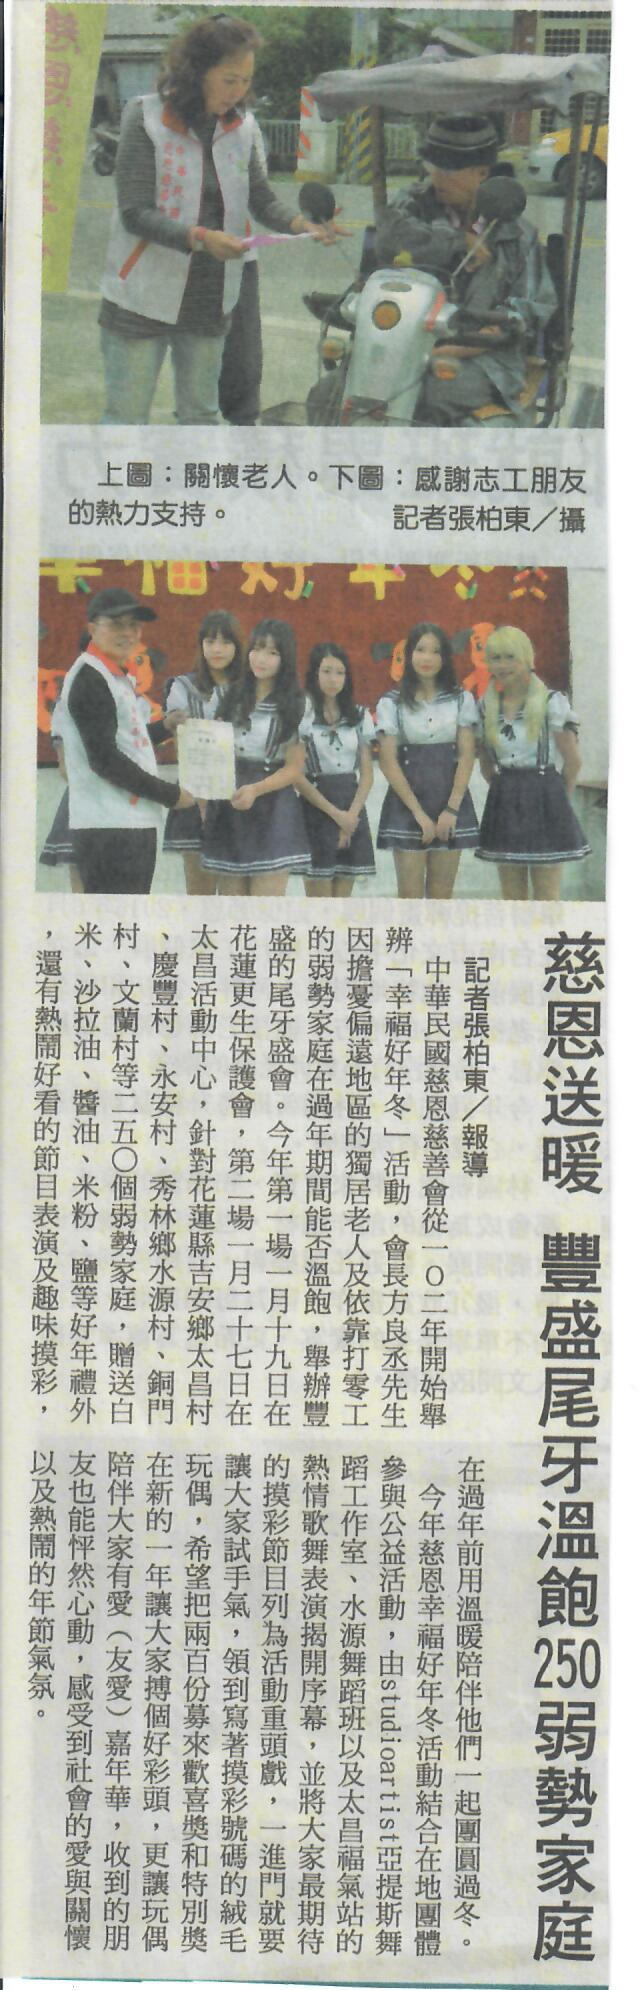 慈恩慈善
中華民國
慈恩慈善會
上圖：關懷老人。下圖：感謝志工朋友
的熱力支持。 記者張柏東／攝
幸福好年冬
慈恩送暖 豐盛尾牙溫飽250弱勢家庭
記者張柏東／報導
中華民國慈恩慈善會從一〇二年開始舉
辦「幸福好年冬」活動，會長方良丞先生
因擔憂偏遠地區的獨居老人及依靠打零工
的弱勢家庭在過年期間能否溫飽，舉辦豐
盛的尾牙盛會。今年第一場一月十九日在
花蓮更生保護會，第二場一月二十七日在
太昌活動中心，針對花蓮縣吉安鄉太昌村
、慶豐村、永安村、秀林鄉水源村、銅門
村、文蘭村等二五〇個弱勢家庭，贈送白
米、沙拉油、醬油、米粉、鹽等好年禮外
，還有熱鬧好看的節目表演及趣味摸彩，
在過年前用溫暖陪伴他們一起團圓過冬。
今年慈恩幸福好年冬活動結合在地團體
參與公益活動，由studioartist亞提斯舞
蹈工作室、水源舞蹈班以及太昌福氣站的
熱情歌舞表演揭開序幕，並將大家最期待
的摸彩節目列為活動重頭戲，一進門就要
讓大家試手氣，領到寫著摸彩號碼的絨毛
玩偶，希望把兩百份募來歡喜獎和特別獎
在新的一年讓大家搏個好彩頭，更讓玩偶
陪伴大家有愛（友愛）嘉年華，收到的朋
友也能怦然心動，感受到社會的愛與關懷
以及熱鬧的年節氣氛。